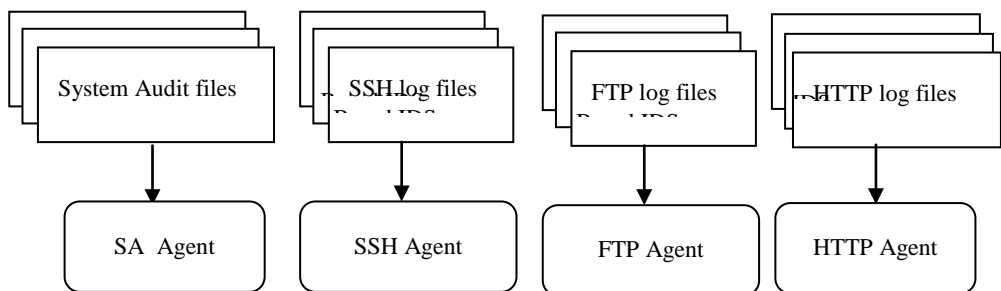 System Audit files
SSH log files
FTP log files
HTTP log files
SA Agent
SSH Agent
FTP Agent
HTTP Agent